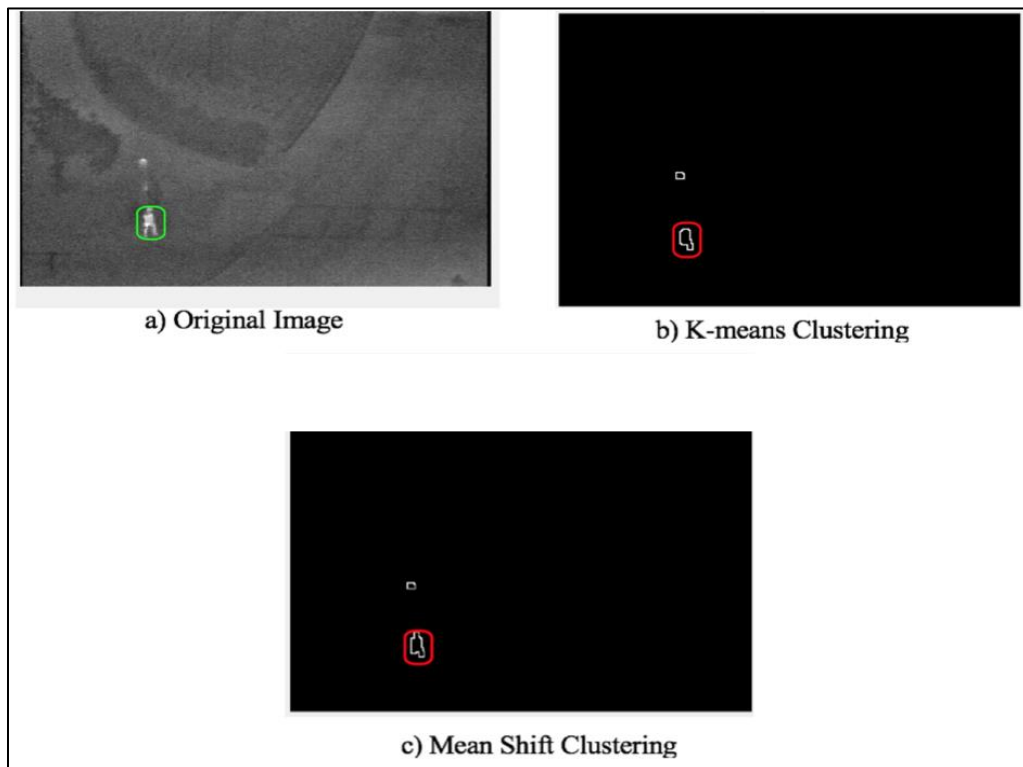 a) Original Image
b) K-means Clustering
c) Mean Shift Clustering